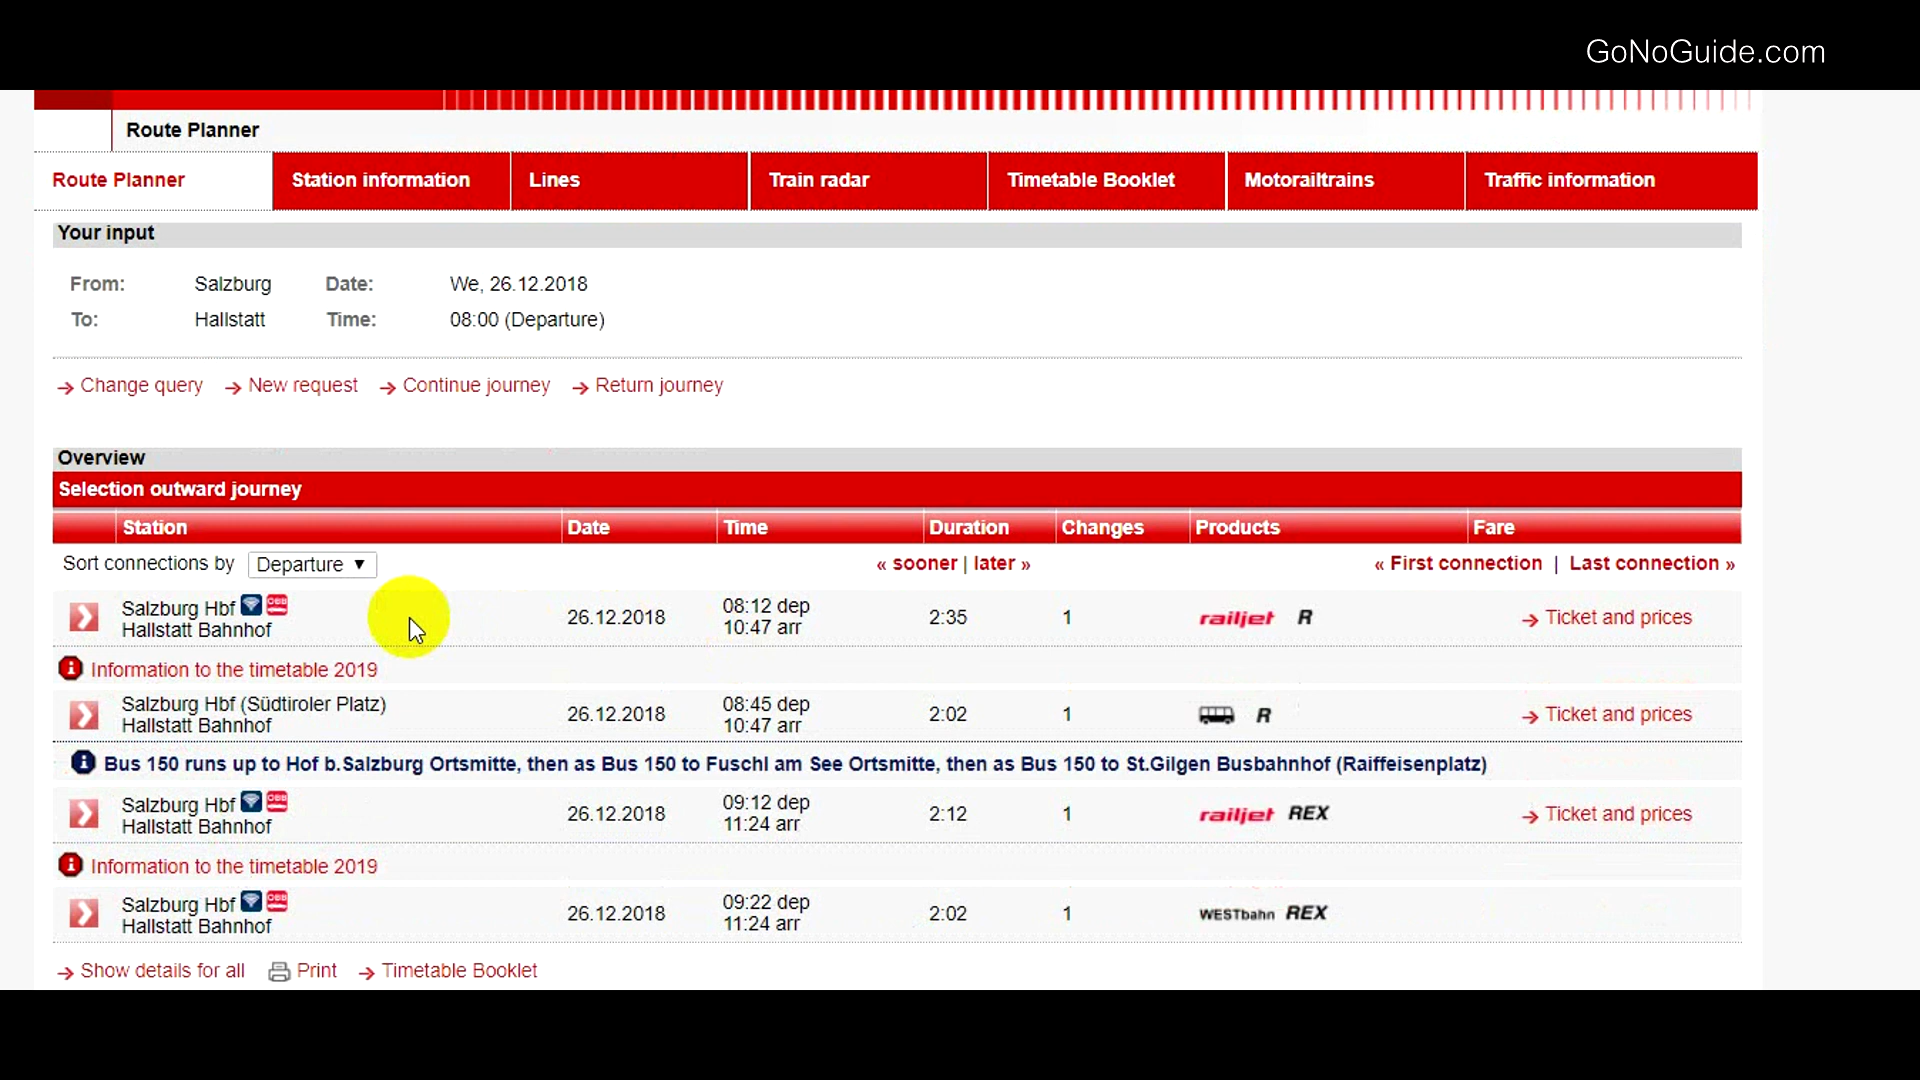 GoNoGuide.com
Route Planner
Route Planner Station information Lines Train radar Timetable Booklet Motorailtrains Traffic information
Your input
From: Salzburg Date: We, 26.12.2018
To: Hallstatt Time: 08:00 (Departure)
Change query New request Continue journey Return journey
Overview
Selection outward journey
Station Date Time Duration Changes Products Fare
Sort connections by Departure « sooner | later » « First connection | Last connection »
Salzburg Hbf ÖBB
Hallstatt Bahnhof 26.12.2018 08:12 dep
10:47 arr 2:35 1 railjet R Ticket and prices
Information to the timetable 2019
Salzburg Hbf (Südtiroler Platz)
Hallstatt Bahnhof 26.12.2018 08:45 dep
10:47 arr 2:02 1 R Ticket and prices
Bus 150 runs up to Hof b.Salzburg Ortsmitte, then as Bus 150 to Fuschl am See Ortsmitte, then as Bus 150 to St.Gilgen Busbahnhof (Raiffeisenplatz)
Salzburg Hbf ÖBB
Hallstatt Bahnhof 26.12.2018 09:12 dep
11:24 arr 2:12 1 railjet REX Ticket and prices
Information to the timetable 2019
Salzburg Hbf ÖBB
Hallstatt Bahnhof 26.12.2018 09:22 dep
11:24 arr 2:02 1 WESTbahn REX
Show details for all Print Timetable Booklet